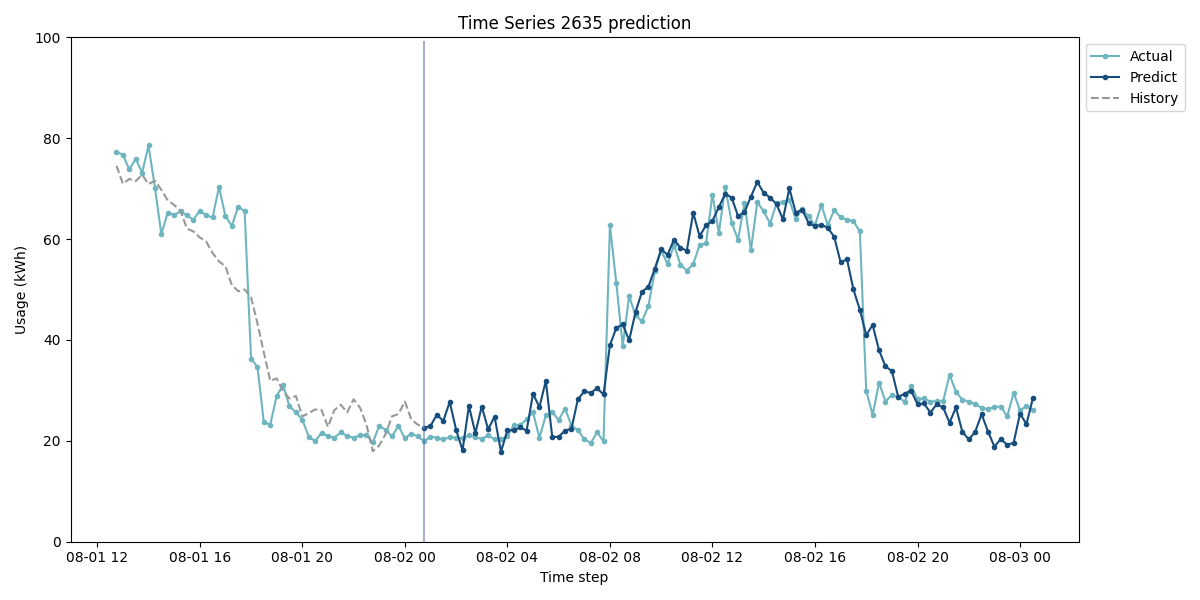 Time Series 2635 prediction
100
80
60
40
20
0
Usage (kWh)
08-01 12
08-01 16
08-01 20
08-02 00
08-02 04
08-02 08
08-02 12
08-02 16
08-02 20
08-03 00
Time step
Actual
Predict
History